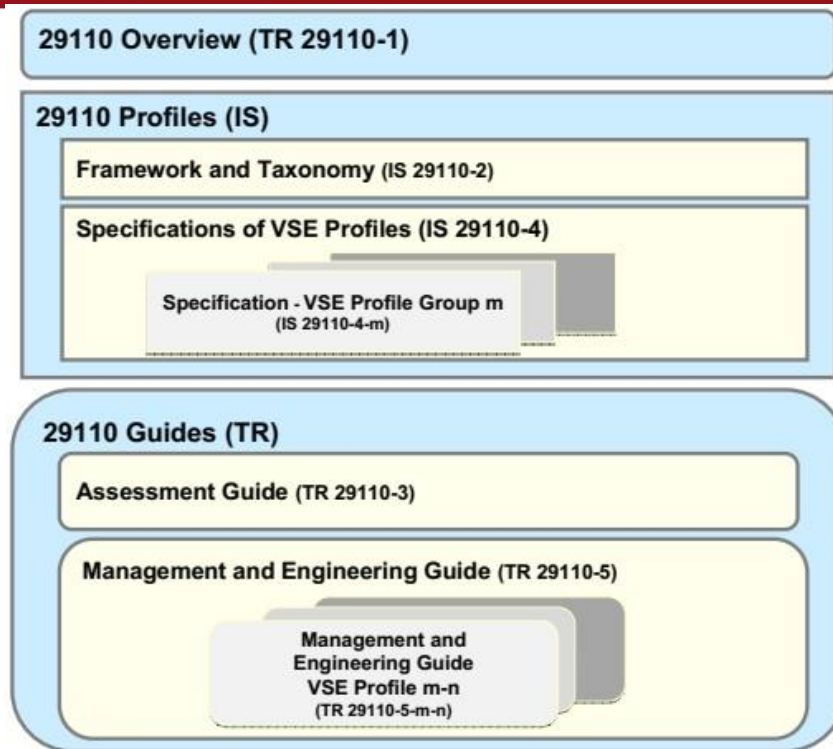 29110 Overview (TR 29110-1)
29110 Profiles (IS)
Framework and Taxonomy (IS 29110-2)
Specifications of VSE Profiles (IS 29110-4)
Specification - VSE Profile Group m
(IS 29110-4-m)
29110 Guides (TR)
Assessment Guide (TR 29110-3)
Management and Engineering Guide (TR 29110-5)
Management and
Engineering Guide
VSE Profile m-n
(TR 29110-5-m-n)